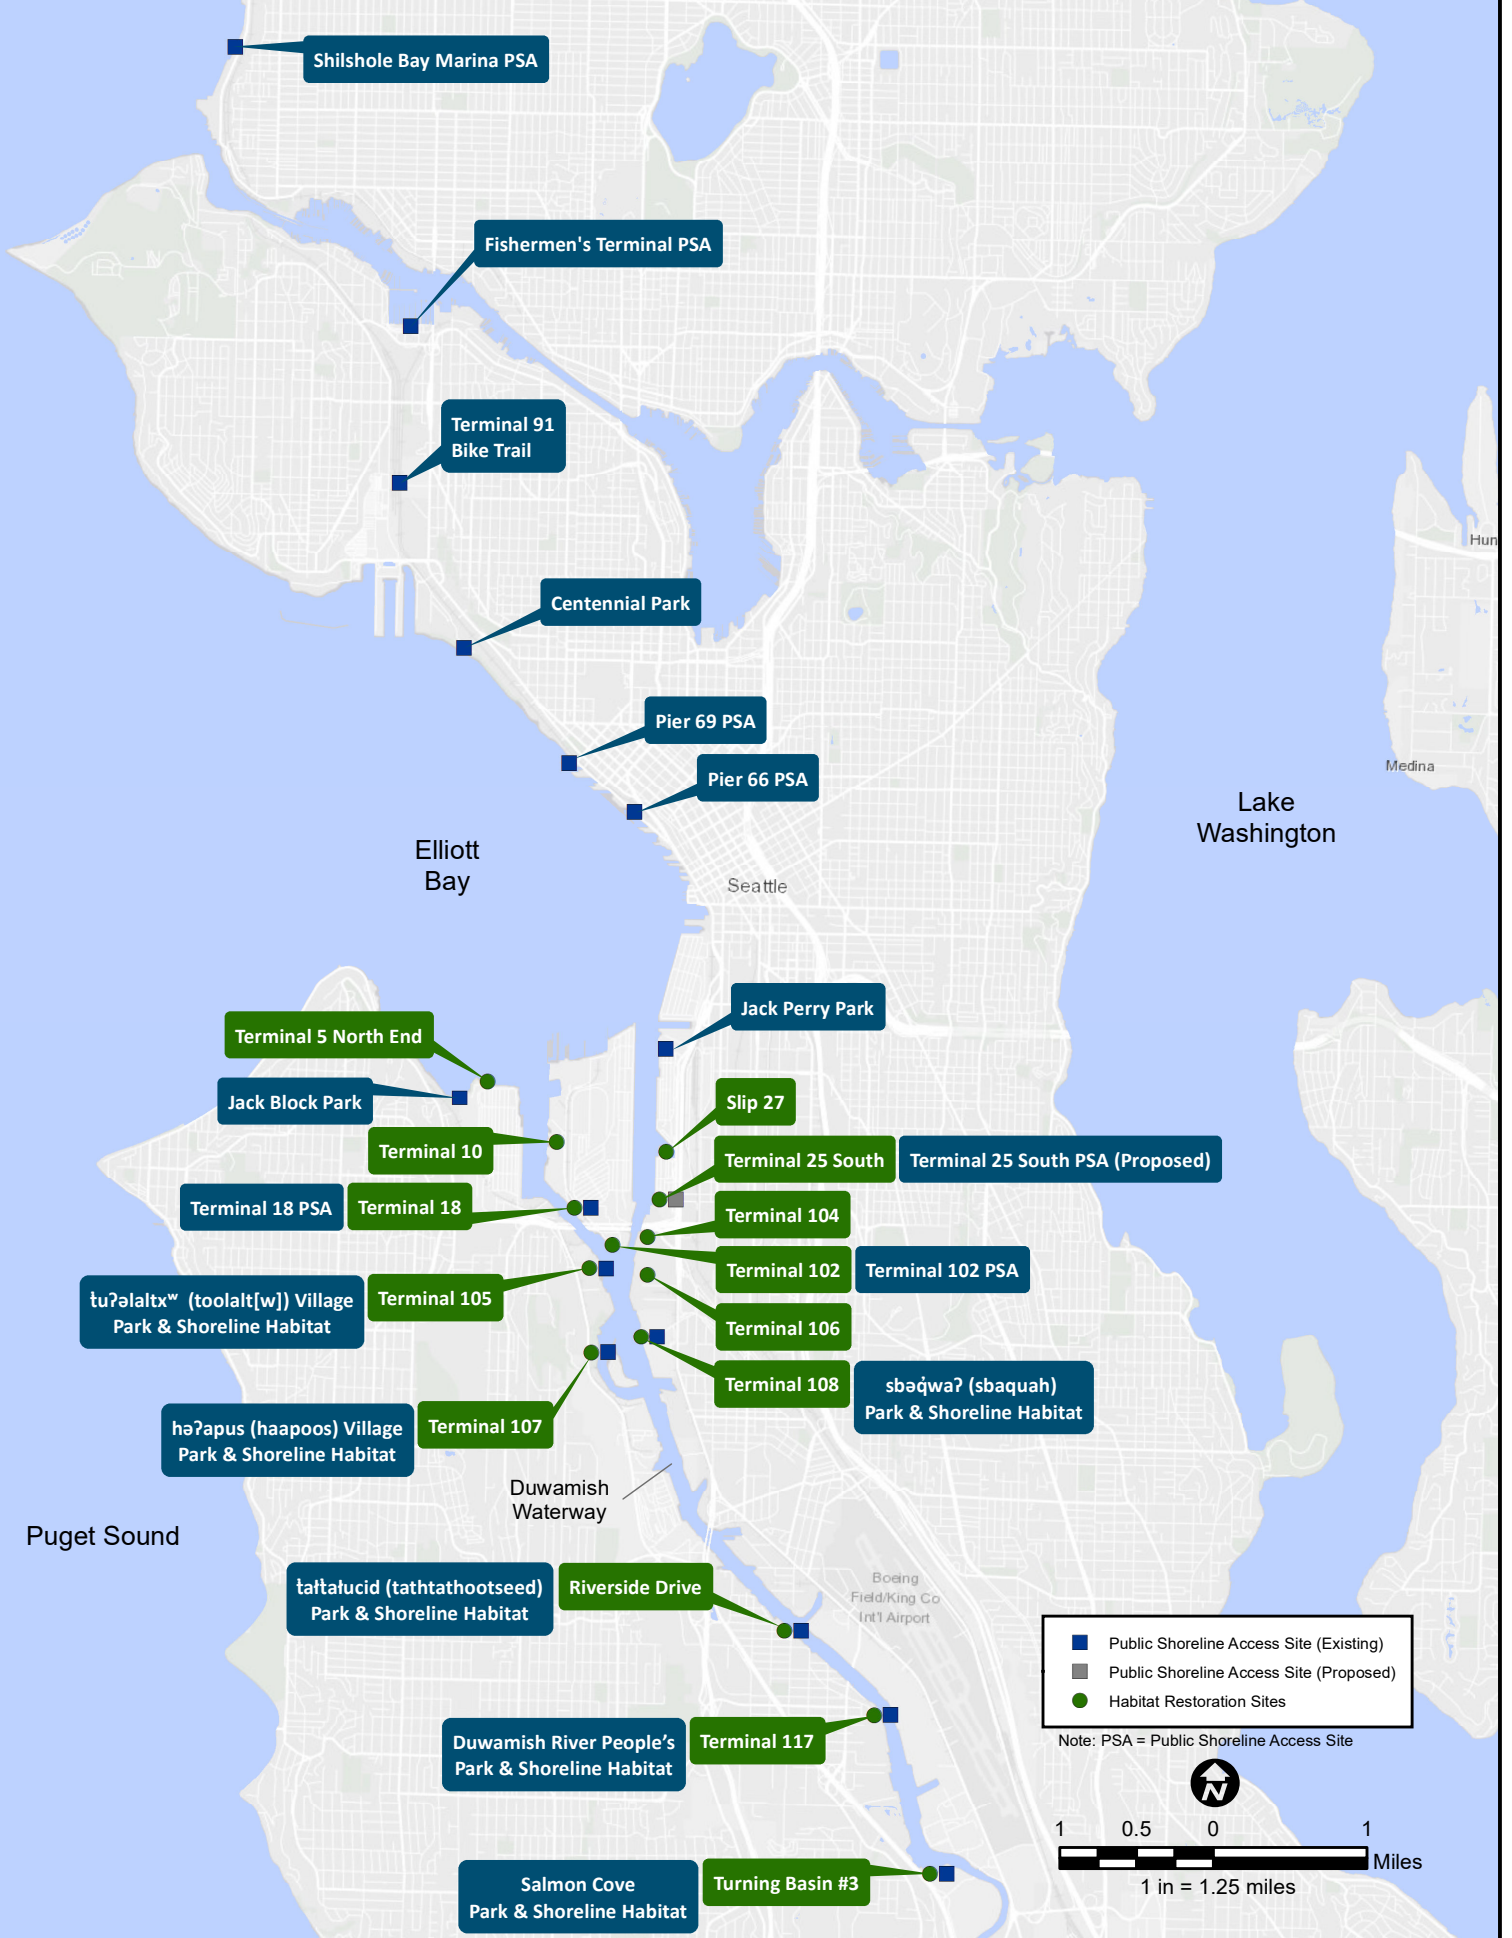 Shilshole Bay Marina PSA
Fishermen's Terminal PSA
Terminal 91
Bike Trail
Hun
Centennial Park
Pier 69 PSA
Medina
Pier 66 PSA
Lake
Washington
Elliott
Bay
Seattle
Jack Perry Park
Terminal 5 North End
Jack Block Park
Slip 27
Terminal 10
Terminal 25 South
Terminal 25 South PSA (Proposed)
Terminal 18 PSA
Terminal 18
Terminal 104
Terminal 102
Terminal 102 PSA
t̓uʔəlaltxʷ (toolalt[w]) Village
Park & Shoreline Habitat
Terminal 105
Terminal 106
Terminal 108
sbəq̓waʔ (sbaquah)
Park & Shoreline Habitat
həʔapus (haapoos) Village
Park & Shoreline Habitat
Terminal 107
Duwamish
Waterway
Puget Sound
t̓ałt̓ałucid (tathtathootseed)
Park & Shoreline Habitat
Riverside Drive
Boeing
Field/King Co
Int'l Airport
Public Shoreline Access Site (Existing)
Public Shoreline Access Site (Proposed)
Habitat Restoration Sites
Note: PSA = Public Shoreline Access Site
Duwamish River People’s
Park & Shoreline Habitat
Terminal 117
N
1 0.5 0 1
Miles
1 in = 1.25 miles
Salmon Cove
Park & Shoreline Habitat
Turning Basin #3